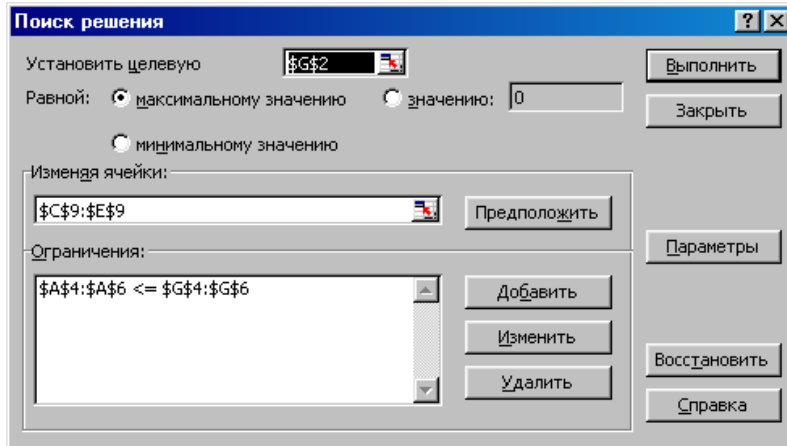 Поиск решения
Установить целевую $G$2 Выполнить
Равной: максимальному значению значению: 0 Закрыть
минимальному значению
Изменяя ячейки:
$C$9:$E$9 Предположить
Ограничения: Параметры
$A$4:$A$6 <= $G$4:$G$6 Добавить
Изменить
Восстановить
Удалить
Справка